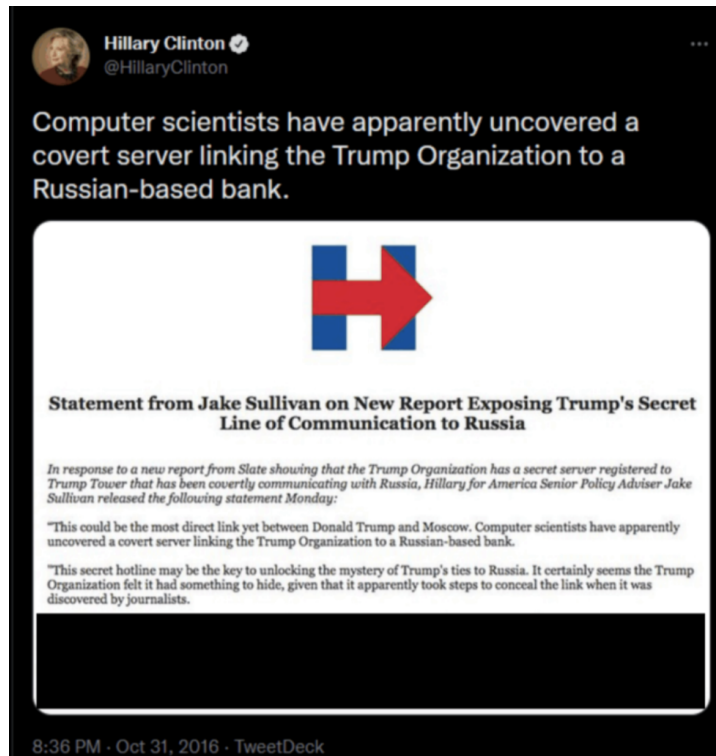 Hillary Clinton
@HillaryClinton
Computer scientists have apparently uncovered a
covert server linking the Trump Organization to a
Russian-based bank.
H
Statement from Jake Sullivan on New Report Exposing Trump's Secret
Line of Communication to Russia
In response to a new report from Slate showing that the Trump Organization has a secret server registered to
Trump Tower that has been covertly communicating with Russia, Hillary for America Senior Policy Adviser Jake
Sullivan released the following statement Monday:
"This could be the most direct link yet between Donald Trump and Moscow. Computer scientists have apparently
uncovered a covert server linking the Trump Organization to a Russian-based bank.
"This secret hotline may be the key to unlocking the mystery of Trump's ties to Russia. It certainly seems the Trump
Organization felt it had something to hide, given that it apparently took steps to conceal the link when it was
discovered by journalists.
8:36 PM · Oct 31, 2016 · TweetDeck